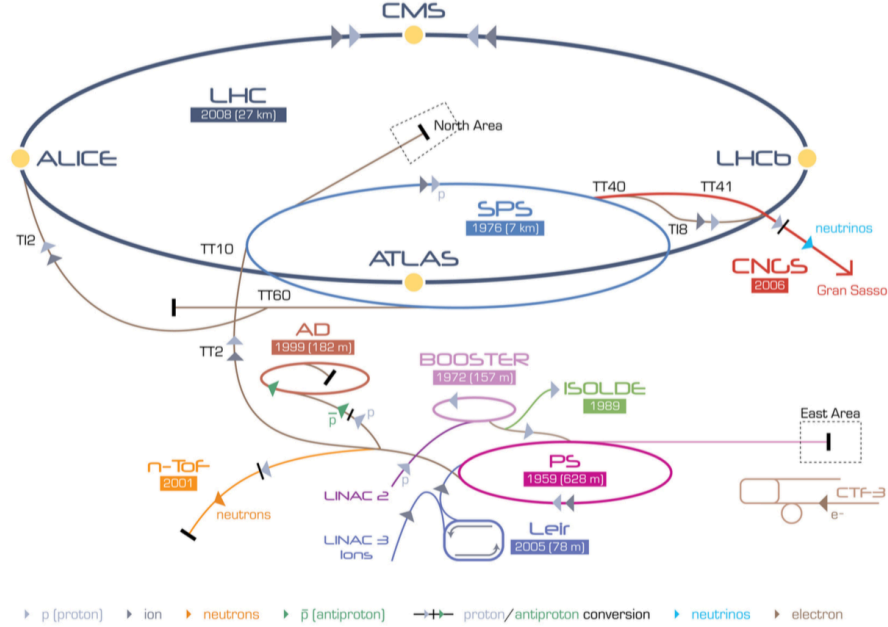 CMS
LHC
2008 (27 km)
North Area
ALICE
LHCb
TT40
TT41
p
SPS
1976 (7 km)
TI8
neutrinos
TI2
TT10
ATLAS
CNGS
2006
Gran Sasso
TT60
AD
1999 (182 m)
TT2
BOOSTER
1972 (157 m)
ISOLDE
1989
p̅
p
East Area
n-ToF
2001
PS
1959 (628 m)
LINAC 2
p
neutrons
CTF-3
e-
LINAC 3
Ions
Leir
2005 (78 m)
p (proton)
ion
neutrons
p̄ (antiproton)
proton/antiproton conversion
neutrinos
electron